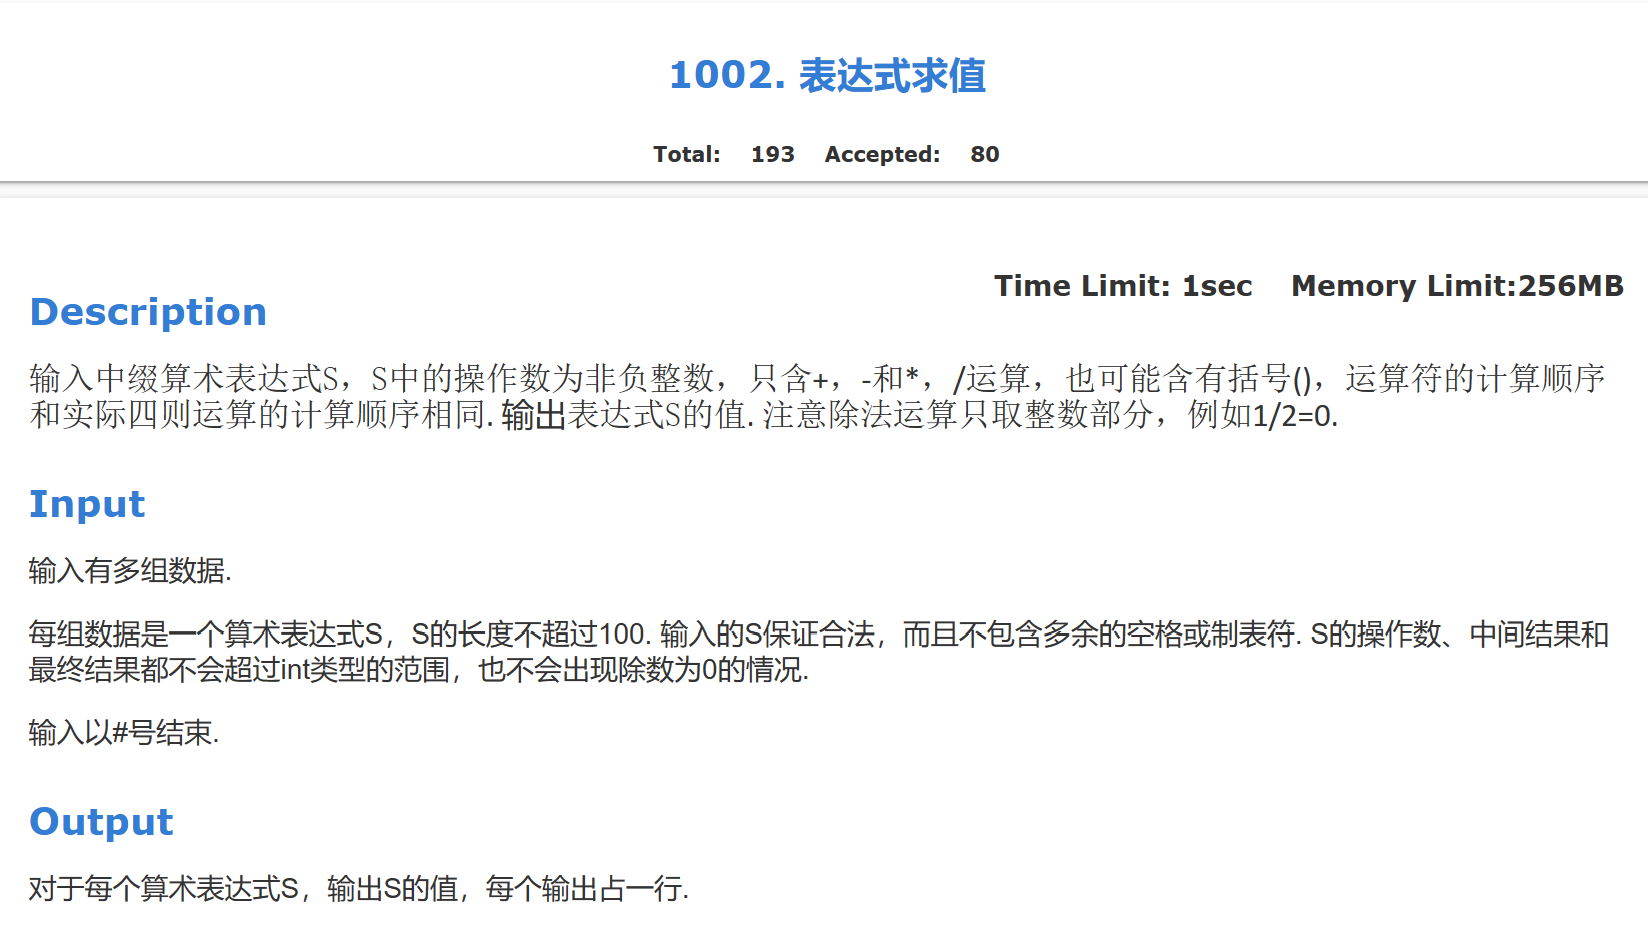 1002. 表达式求值
Total: 193 Accepted: 80
Time Limit: 1sec Memory Limit:256MB
Description
输入中缀算术表达式S，S中的操作数为非负整数，只含+，-和*，/运算，也可能含有括号()，运算符的计算顺序
和实际四则运算的计算顺序相同. 输出表达式S的值. 注意除法运算只取整数部分，例如1/2=0.
Input
输入有多组数据.
每组数据是一个算术表达式S，S的长度不超过100. 输入的S保证合法，而且不包含多余的空格或制表符. S的操作数、中间结果和
最终结果都不会超过int类型的范围，也不会出现除数为0的情况.
输入以#号结束.
Output
对于每个算术表达式S，输出S的值，每个输出占一行.